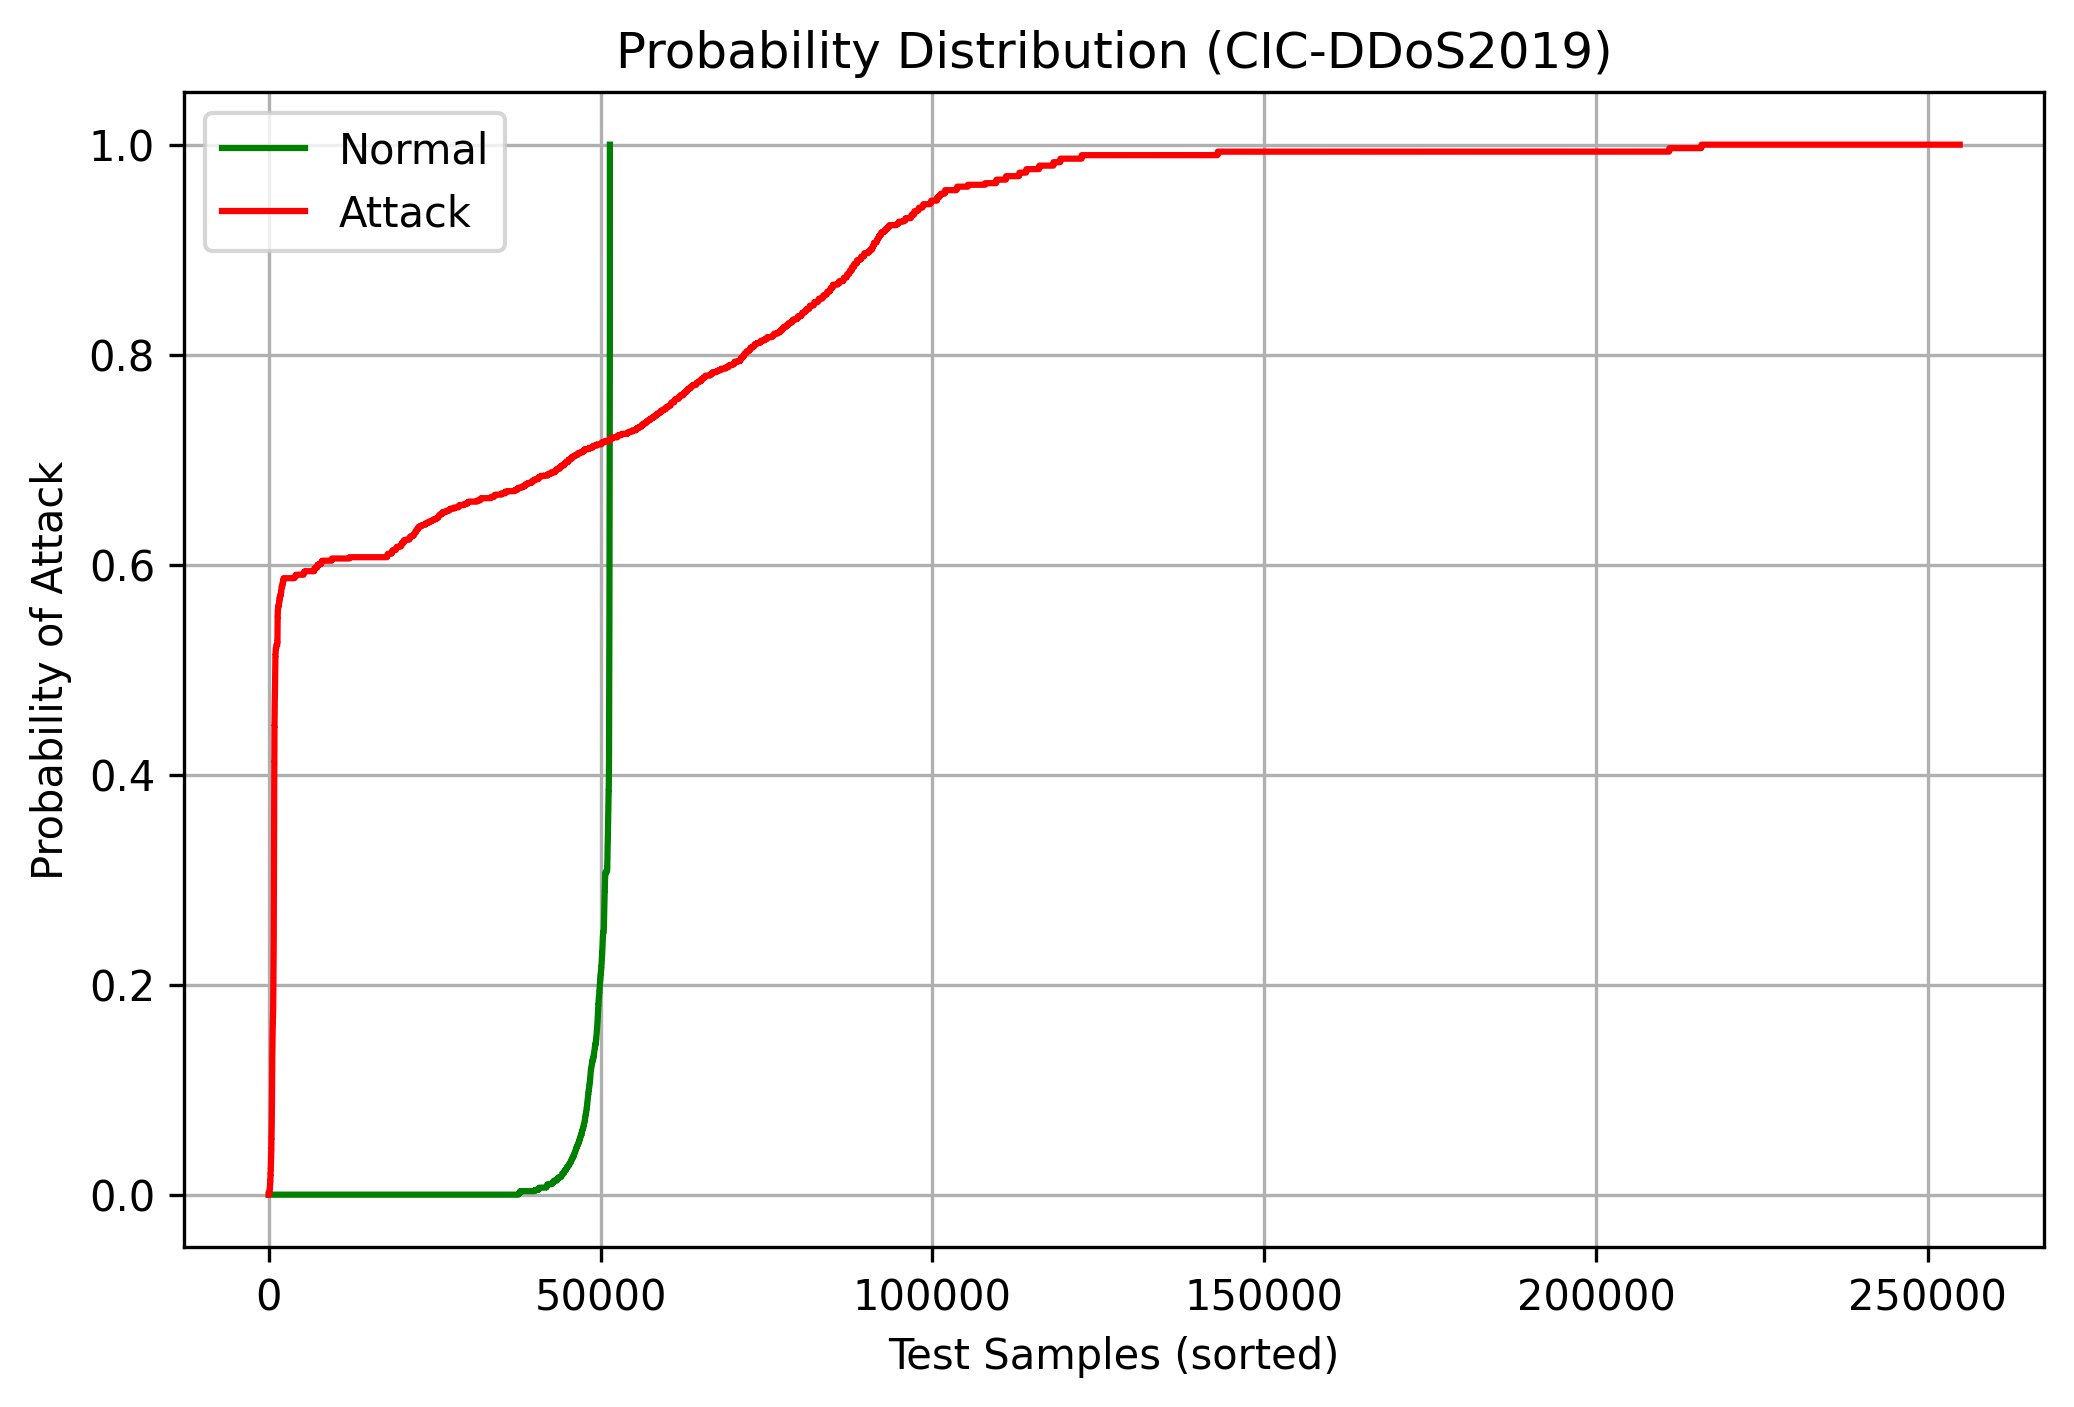 Probability Distribution (CIC-DDoS2019)
Normal
Attack
1.0
0.8
0.6
0.4
0.2
0.0
Probability of Attack
0 50000 100000 150000 200000 250000
Test Samples (sorted)